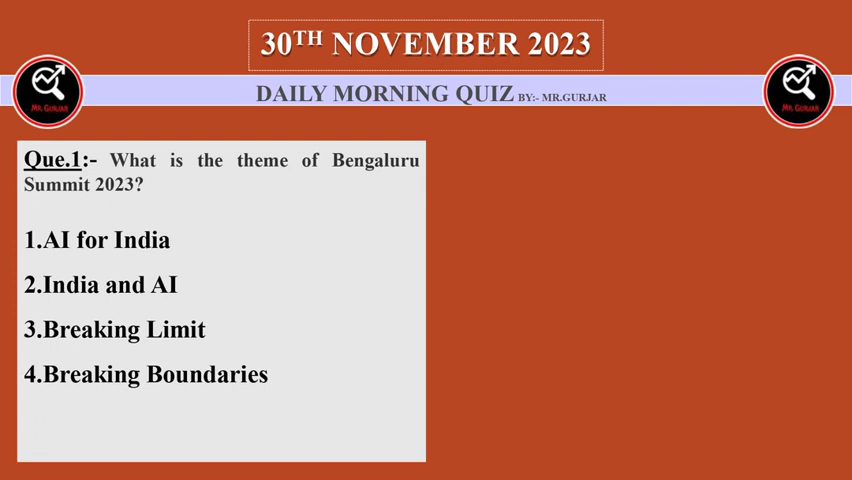 30TH NOVEMBER 2023
DAILY MORNING QUIZ BY:- MR.GURJAR
MR. GURJAR
MR. GURJAR
Que.1:- What is the theme of Bengaluru
Summit 2023?
1.AI for India
2.India and AI
3.Breaking Limit
4.Breaking Boundaries